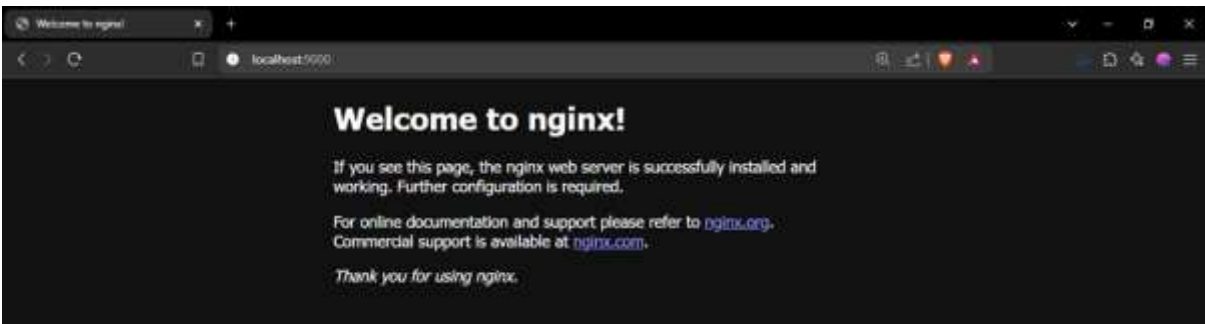 Welcome to nginx!
localhost:9000
Welcome to nginx!
If you see this page, the nginx web server is successfully installed and
working. Further configuration is required.
For online documentation and support please refer to nginx.org.
Commercial support is available at nginx.com.
Thank you for using nginx.